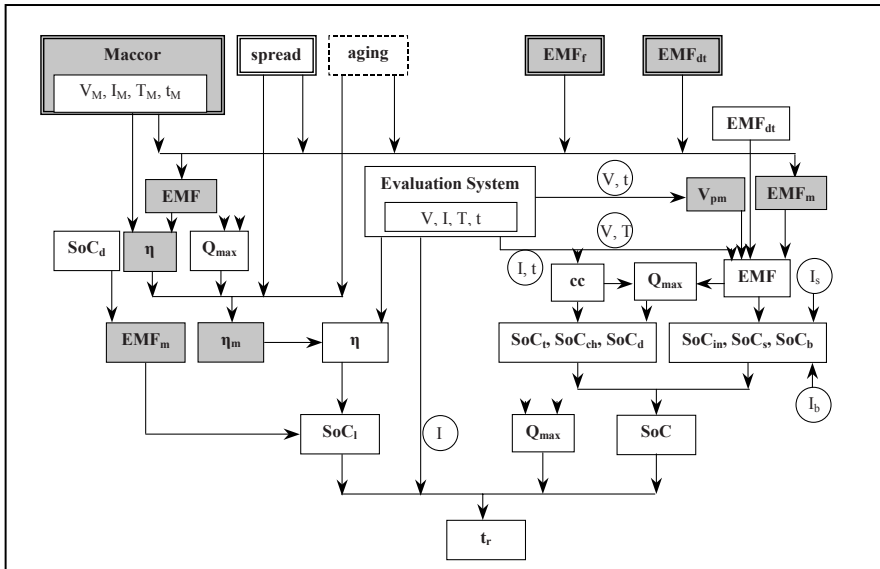 Maccor
V_M, I_M, T_M, t_M
spread
aging
EMF_f
EMF_dt
EMF_dt
Evaluation System
V, I, T, t
V, t
V_pm
EMF_m
EMF
SoC_d
η
Q_max
V, T
I, t
cc
Q_max
EMF
I_s
EMF_m
η_m
η
SoC_t, SoC_ch, SoC_d
SoC_in, SoC_s, SoC_b
I_b
SoC_l
I
Q_max
SoC
t_r